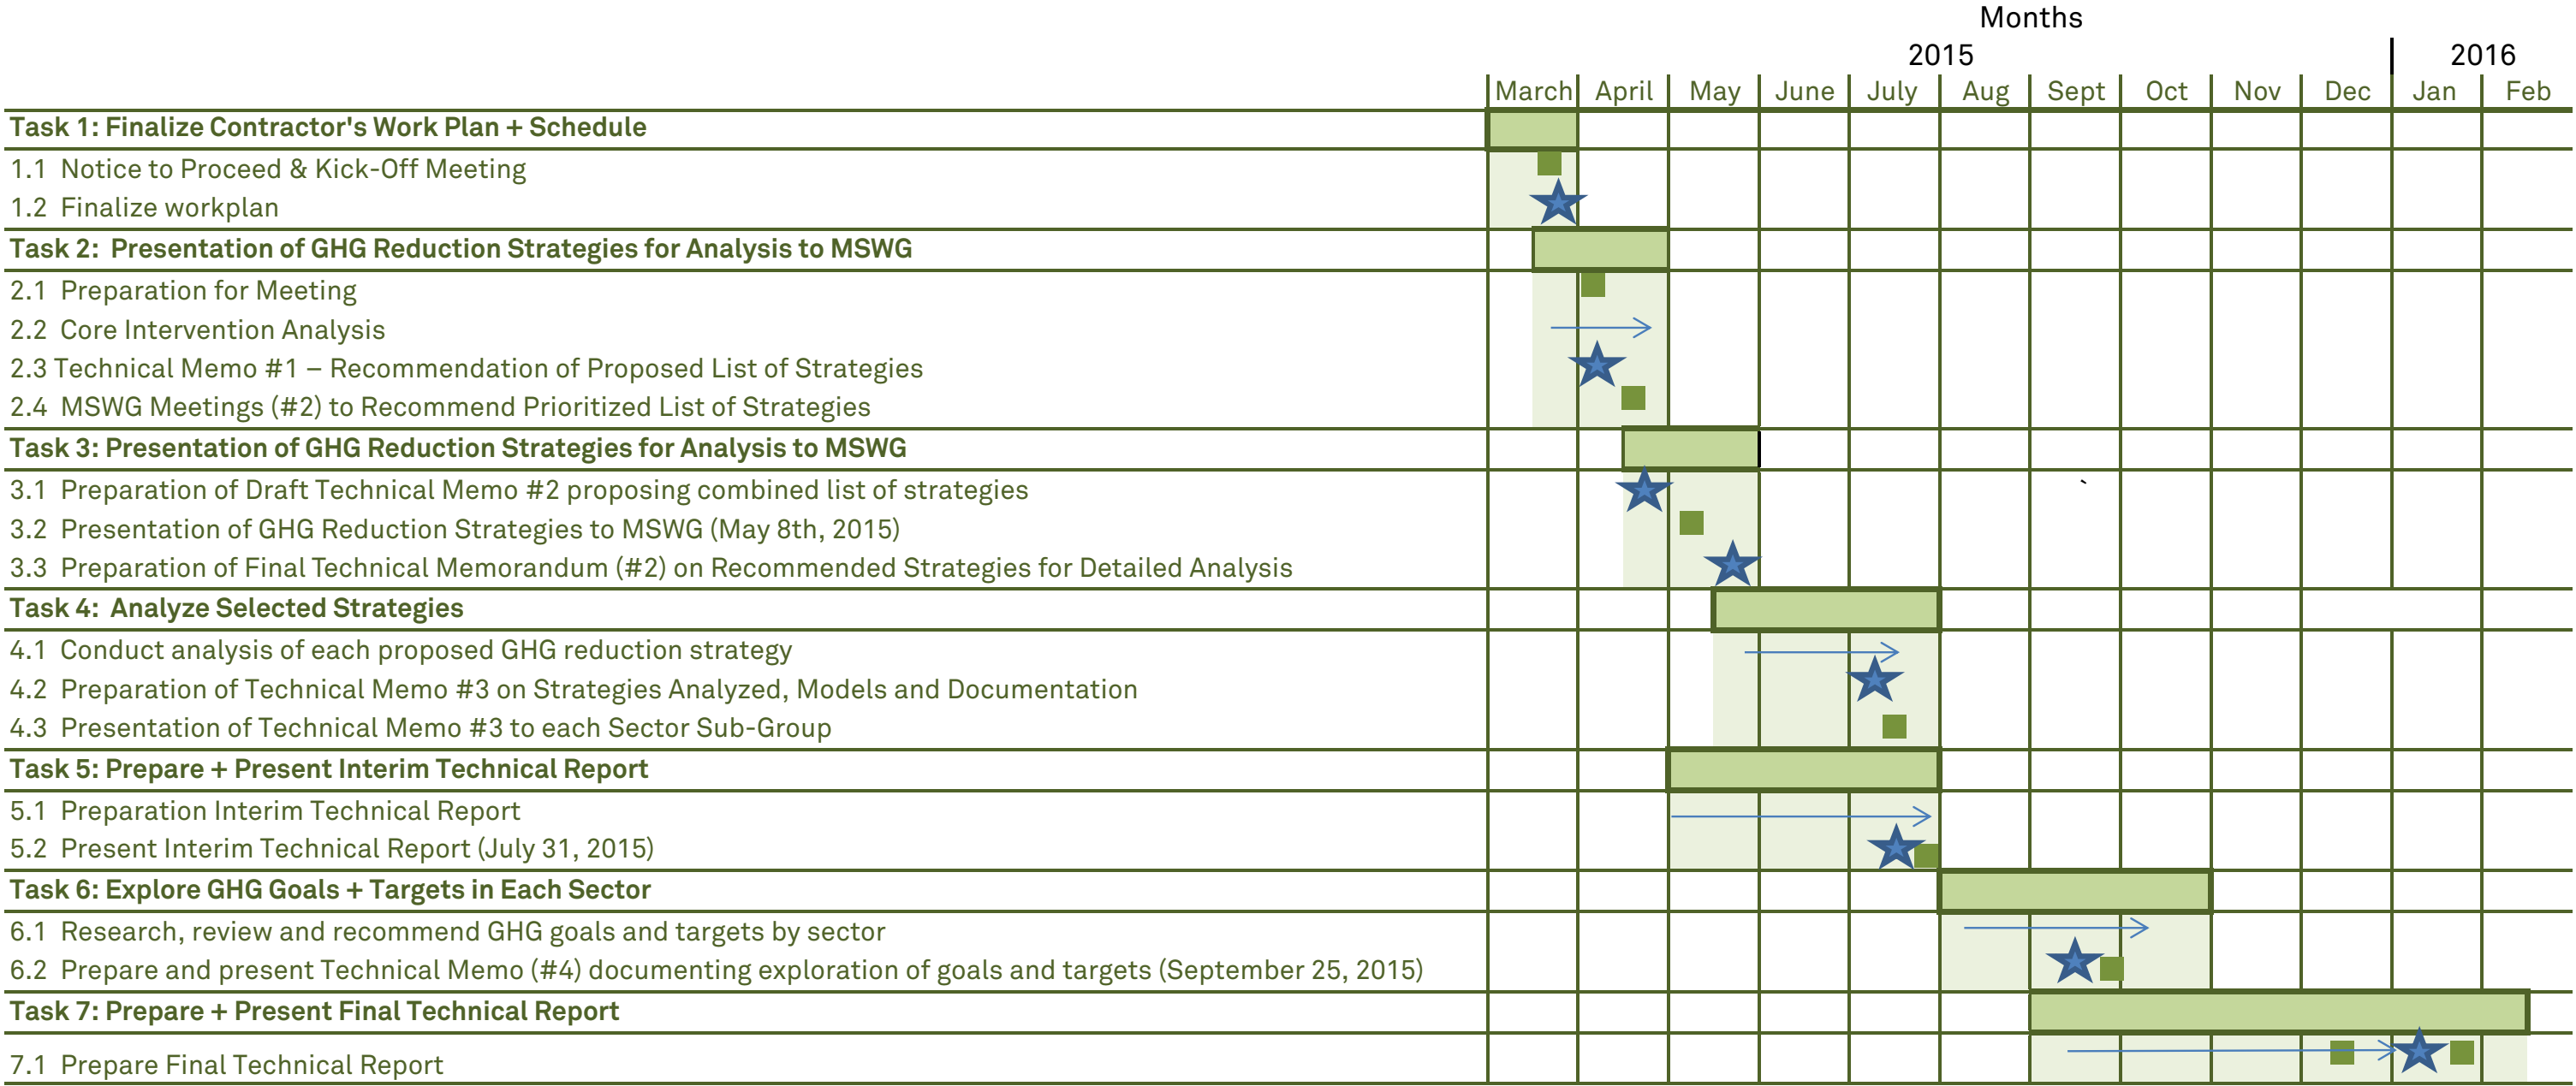 Months
2015 2016
March April May June July Aug Sept Oct Nov Dec Jan Feb
Task 1: Finalize Contractor's Work Plan + Schedule
1.1 Notice to Proceed & Kick-Off Meeting
1.2 Finalize workplan
Task 2: Presentation of GHG Reduction Strategies for Analysis to MSWG
2.1 Preparation for Meeting
2.2 Core Intervention Analysis
2.3 Technical Memo #1 – Recommendation of Proposed List of Strategies
2.4 MSWG Meetings (#2) to Recommend Prioritized List of Strategies
Task 3: Presentation of GHG Reduction Strategies for Analysis to MSWG
3.1 Preparation of Draft Technical Memo #2 proposing combined list of strategies `
3.2 Presentation of GHG Reduction Strategies to MSWG (May 8th, 2015)
3.3 Preparation of Final Technical Memorandum (#2) on Recommended Strategies for Detailed Analysis
Task 4: Analyze Selected Strategies
4.1 Conduct analysis of each proposed GHG reduction strategy
4.2 Preparation of Technical Memo #3 on Strategies Analyzed, Models and Documentation
4.3 Presentation of Technical Memo #3 to each Sector Sub-Group
Task 5: Prepare + Present Interim Technical Report
5.1 Preparation Interim Technical Report
5.2 Present Interim Technical Report (July 31, 2015)
Task 6: Explore GHG Goals + Targets in Each Sector
6.1 Research, review and recommend GHG goals and targets by sector
6.2 Prepare and present Technical Memo (#4) documenting exploration of goals and targets (September 25, 2015)
Task 7: Prepare + Present Final Technical Report
7.1 Prepare Final Technical Report